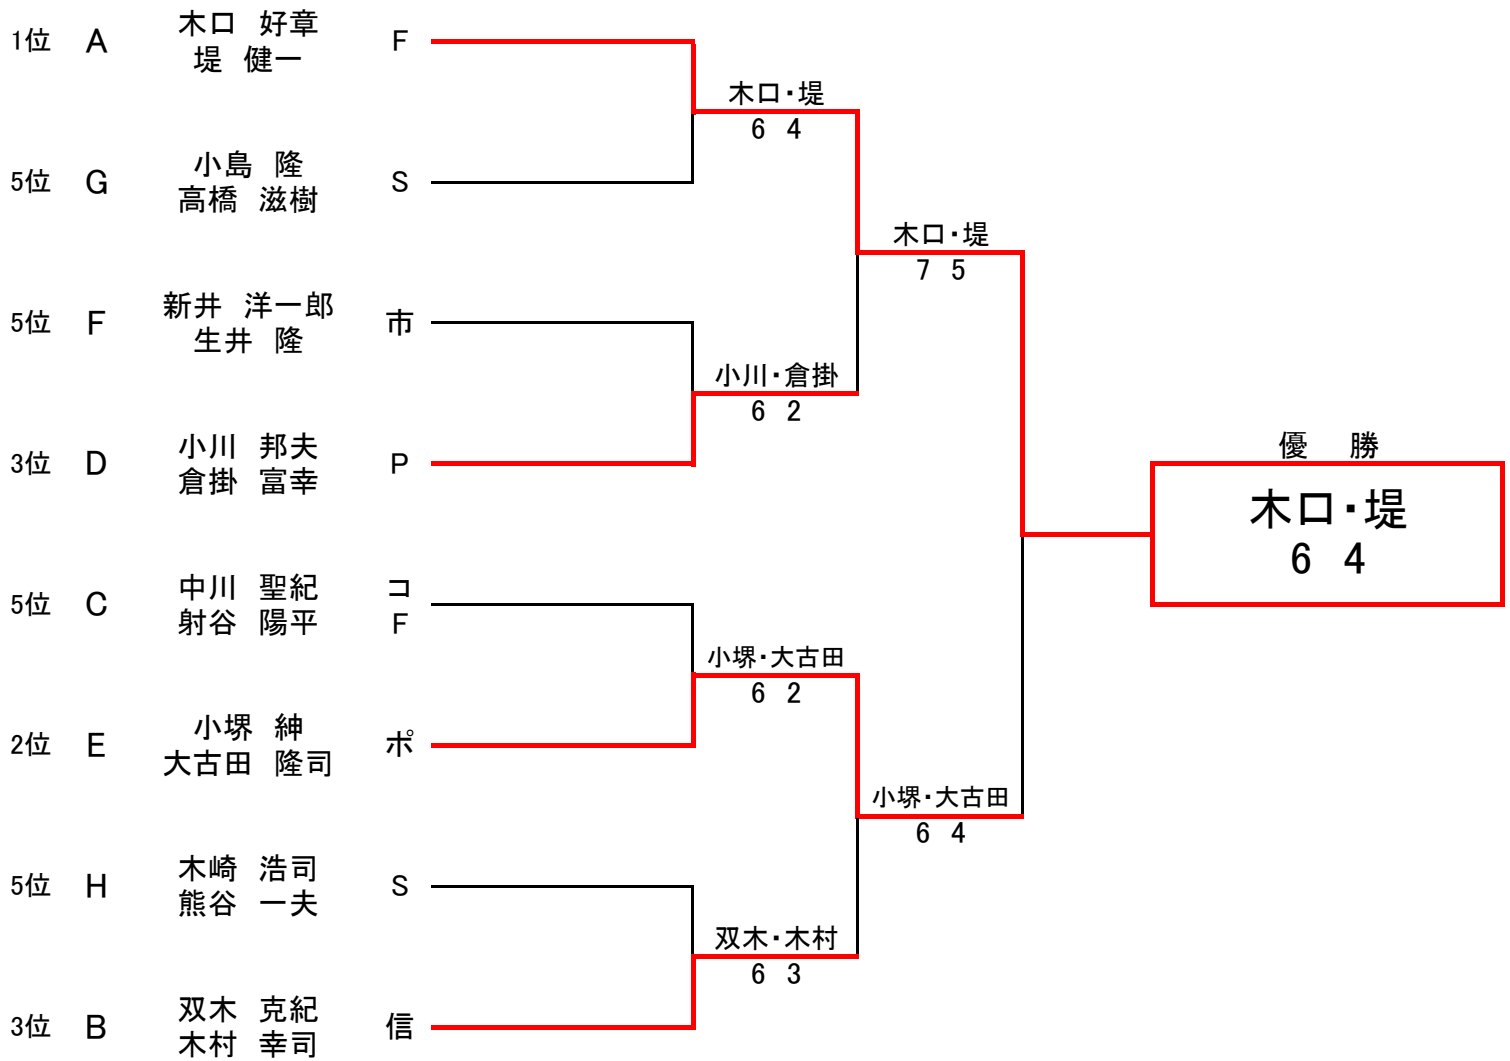 1位 A 木口 好章 F
堤 健一
木口・堤
6 4
5位 G 小島 隆 S
高橋 滋樹
木口・堤
7 5
5位 F 新井 洋一郎 市
生井 隆
小川・倉掛
6 2
3位 D 小川 邦夫 P
倉掛 富幸
優 勝
木口・堤
6 4
5位 C 中川 聖紀 コ
射谷 陽平 F
小堺・大古田
6 2
2位 E 小堺 紳 ポ
大古田 隆司
小堺・大古田
6 4
5位 H 木崎 浩司 S
熊谷 一夫
双木・木村
6 3
3位 B 双木 克紀 信
木村 幸司